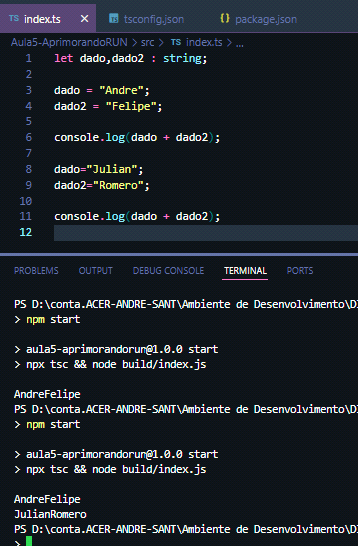 TS index.ts ×
tsconfig.json
{} package.json
Aula5-AprimorandoRUN > src > TS index.ts > ...
1 let dado,dado2 : string;
2
3 dado = "Andre";
4 dado2 = "Felipe";
5
6 console.log(dado + dado2);
7
8 dado="Julian";
9 dado2="Romero";
10
11 console.log(dado + dado2);
12
PROBLEMS OUTPUT DEBUG CONSOLE TERMINAL PORTS
PS D:\conta.ACER-ANDRE-SANT\Ambiente de Desenvolvimento\D
> npm start
> aula5-aprimorandorun@1.0.0 start
> npx tsc && node build/index.js
AndreFelipe
PS D:\conta.ACER-ANDRE-SANT\Ambiente de Desenvolvimento\D
> npm start
> aula5-aprimorandorun@1.0.0 start
> npx tsc && node build/index.js
AndreFelipe
JulianRomero
PS D:\conta.ACER-ANDRE-SANT\Ambiente de Desenvolvimento\D
>